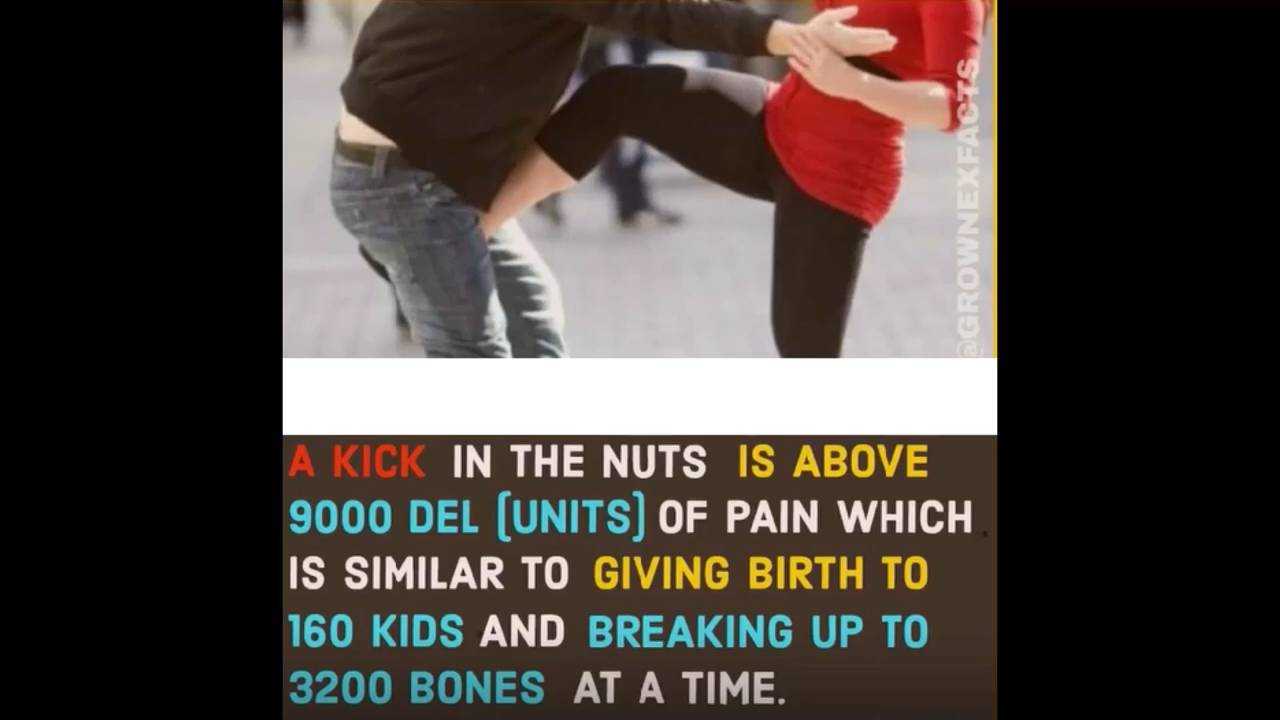 @GROWNEXFACTS
A KICK IN THE NUTS IS ABOVE
9000 DEL (UNITS) OF PAIN WHICH
IS SIMILAR TO GIVING BIRTH TO
160 KIDS AND BREAKING UP TO
3200 BONES AT A TIME.